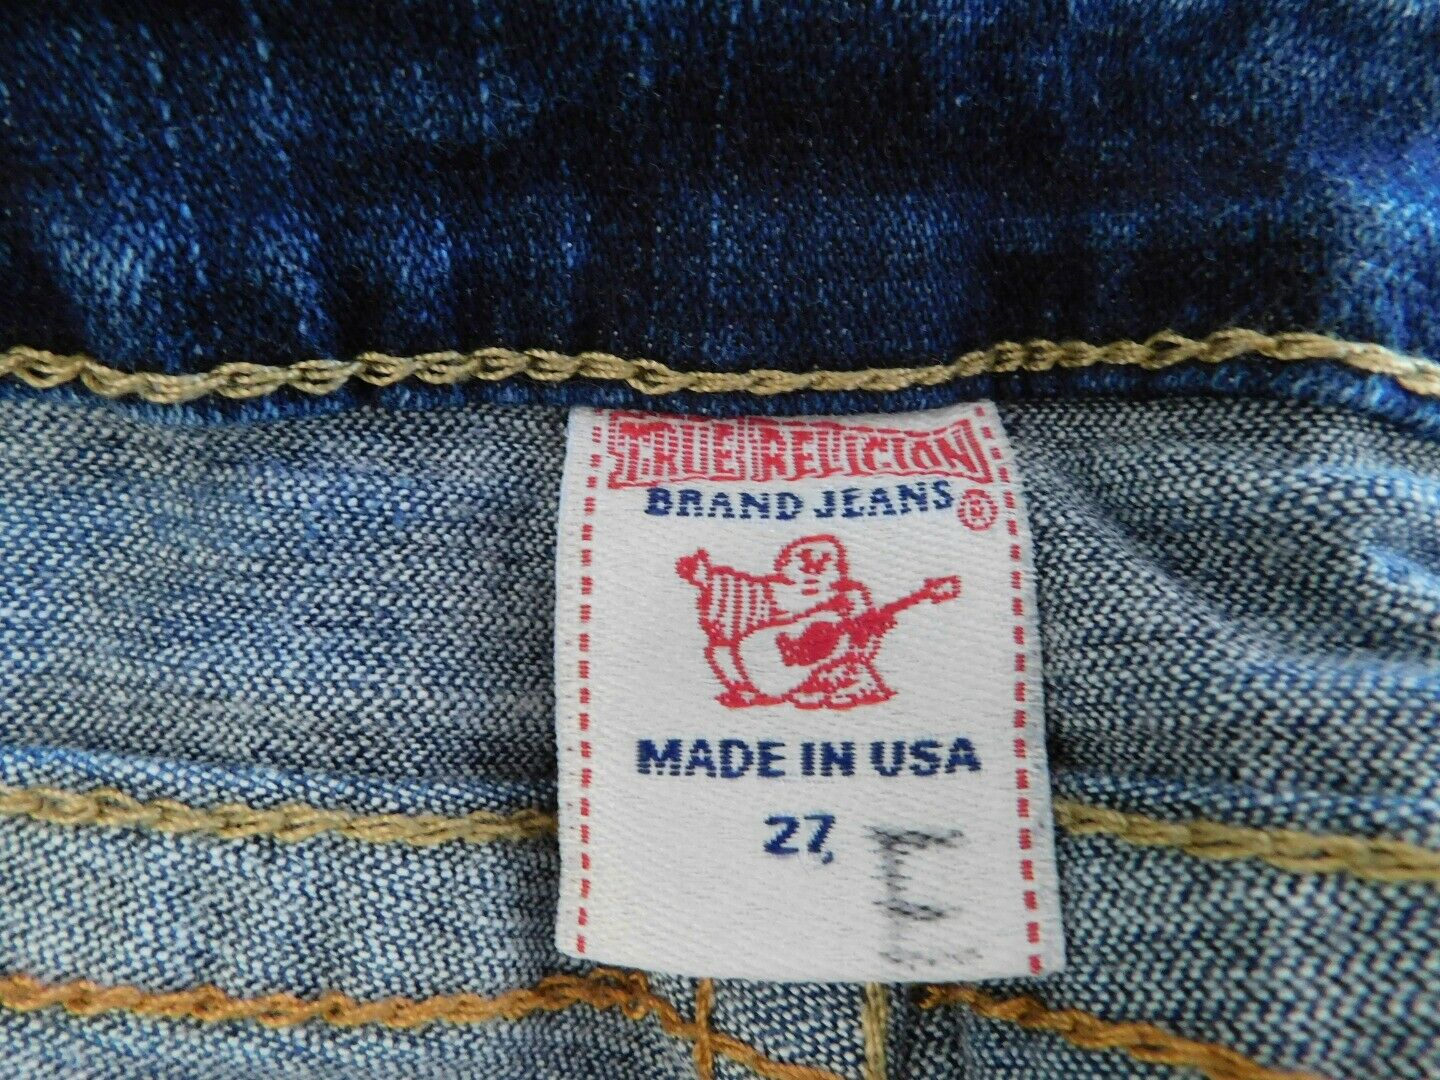 TRUE RELIGION
BRAND JEANS ®
MADE IN USA
27